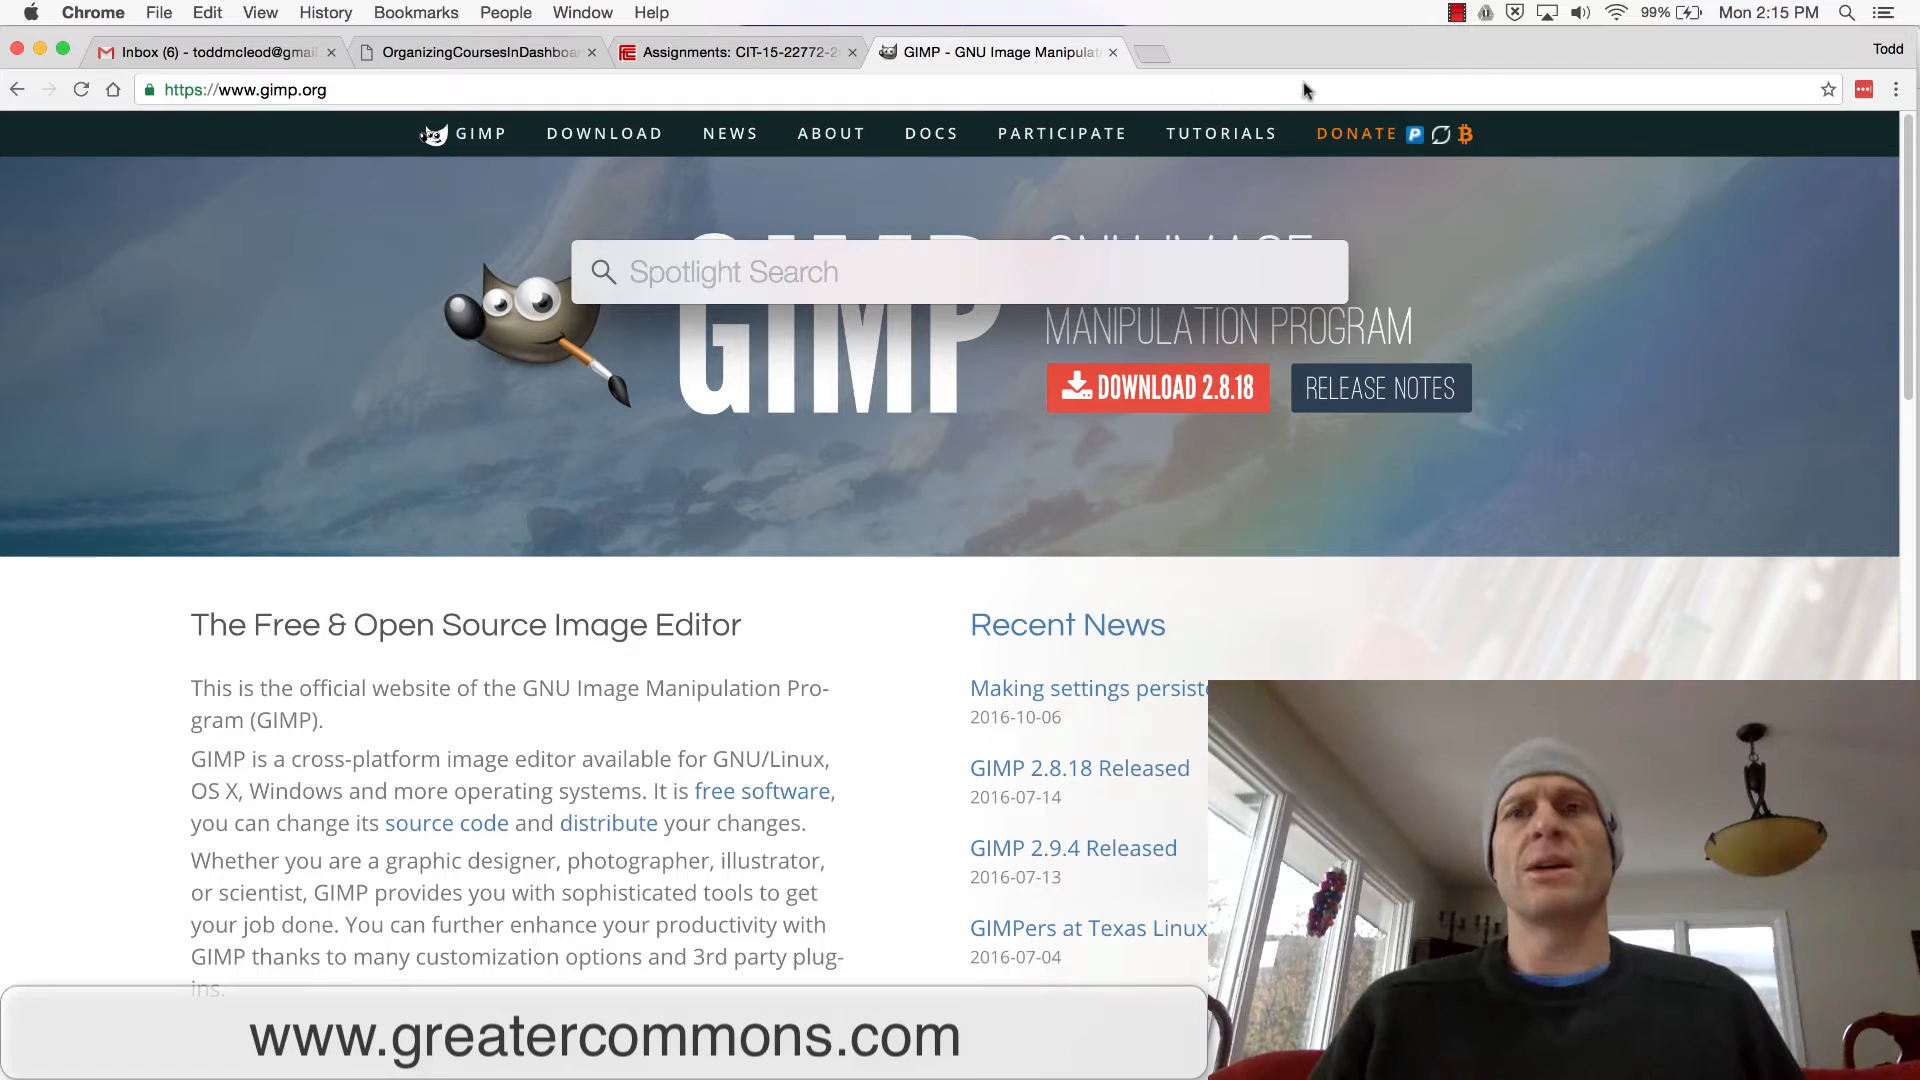 Chrome File Edit View History Bookmarks People Window Help 99% Mon 2:15 PM
Inbox (6) - toddmcleod@gmai OrganizingCoursesInDashboa Assignments: CIT-15-22772-2 GIMP - GNU Image Manipulat Todd
https://www.gimp.org
GIMP DOWNLOAD NEWS ABOUT DOCS PARTICIPATE TUTORIALS DONATE
Spotlight Search
GIMP
GNU IMAGE
MANIPULATION PROGRAM
DOWNLOAD 2.8.18 RELEASE NOTES
The Free & Open Source Image Editor
This is the official website of the GNU Image Manipulation Pro-
gram (GIMP).
GIMP is a cross-platform image editor available for GNU/Linux,
OS X, Windows and more operating systems. It is free software,
you can change its source code and distribute your changes.
Whether you are a graphic designer, photographer, illustrator,
or scientist, GIMP provides you with sophisticated tools to get
your job done. You can further enhance your productivity with
GIMP thanks to many customization options and 3rd party plug-
ins.
Recent News
Making settings persist
2016-10-06
GIMP 2.8.18 Released
2016-07-14
GIMP 2.9.4 Released
2016-07-13
GIMPers at Texas Linux
2016-07-04
www.greatercommons.com